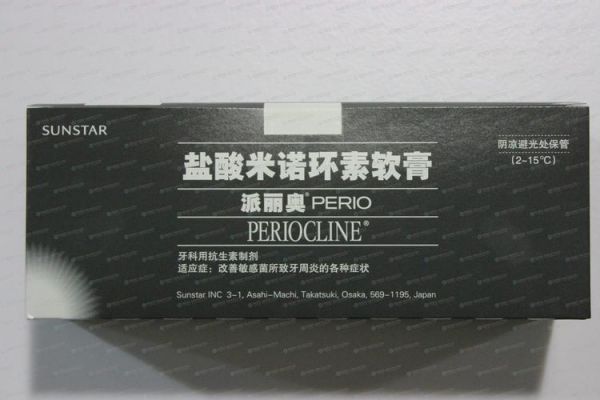 SUNSTAR
阴凉避光处保管
(2~15℃)
盐酸米诺环素软膏
派丽奥® PERIO
PERIOCLINE®
牙科用抗生素制剂
适应症：改善敏感菌所致牙周炎的各种症状
Sunstar INC 3-1, Asahi-Machi, Takatsuki, Osaka, 569-1195, Japan